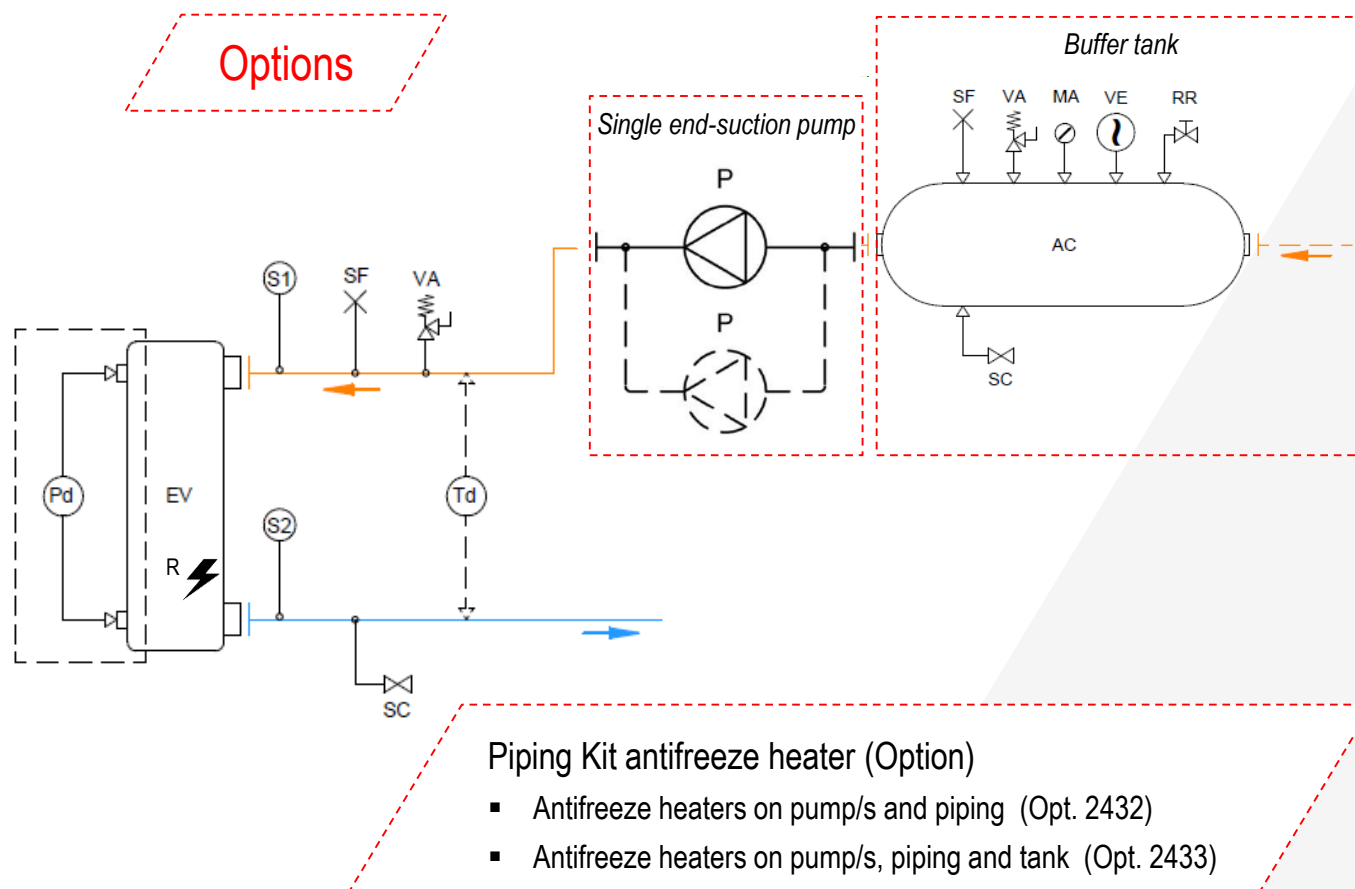 Options
Buffer tank
SF VA MA VE RR
Single end-suction pump
P
AC
S1 SF VA
P
SC
Pd EV Td
S2
R
SC
Piping Kit antifreeze heater (Option)
▪ Antifreeze heaters on pump/s and piping (Opt. 2432)
▪ Antifreeze heaters on pump/s, piping and tank (Opt. 2433)